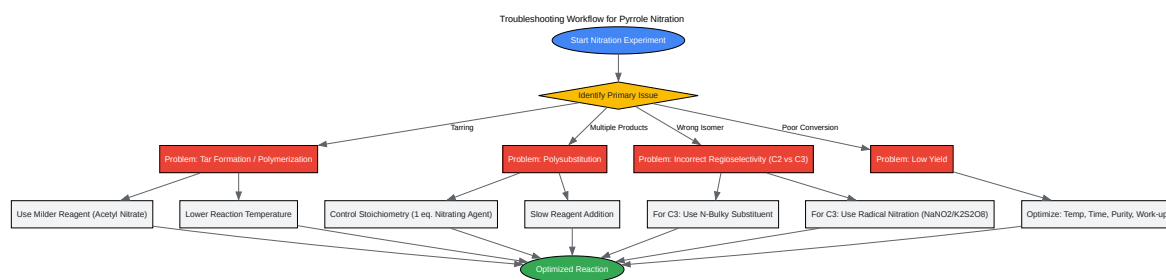 Troubleshooting Workflow for Pyrrole Nitration
Start Nitration Experiment
Identify Primary Issue
Tarring
Multiple Products
Wrong Isomer
Poor Conversion
Problem: Tar Formation / Polymerization
Problem: Polysubstitution
Problem: Incorrect Regioselectivity (C2 vs C3)
Problem: Low Yield
Use Milder Reagent (Acetyl Nitrate)
Lower Reaction Temperature
Control Stoichiometry (1 eq. Nitrating Agent)
Slow Reagent Addition
For C3: Use N-Bulky Substituent
For C3: Use Radical Nitration (NaNO2/K2S2O8)
Optimize: Temp, Time, Purity, Work-up
Optimized Reaction